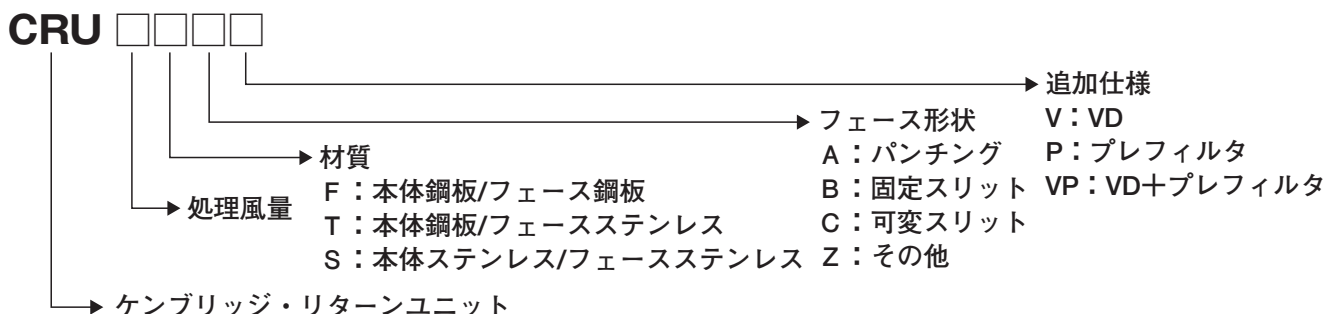 CRU □□□□
追加仕様
V：VD
P：プレフィルタ
VP：VD＋プレフィルタ
フェース形状
A：パンチング
B：固定スリット
C：可変スリット
Z：その他
材質
F：本体鋼板/フェース鋼板
T：本体鋼板/フェースステンレス
S：本体ステンレス/フェースステンレス
処理風量
ケンブリッジ・リターンユニット